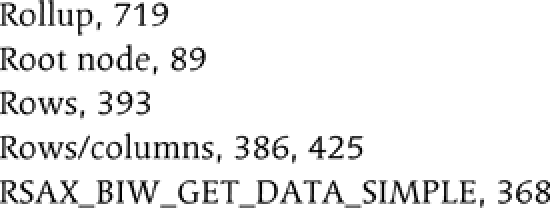 Rollup, 719
Root node, 89
Rows, 393
Rows/columns, 386, 425
RSAX_BIW_GET_DATA_SIMPLE, 368